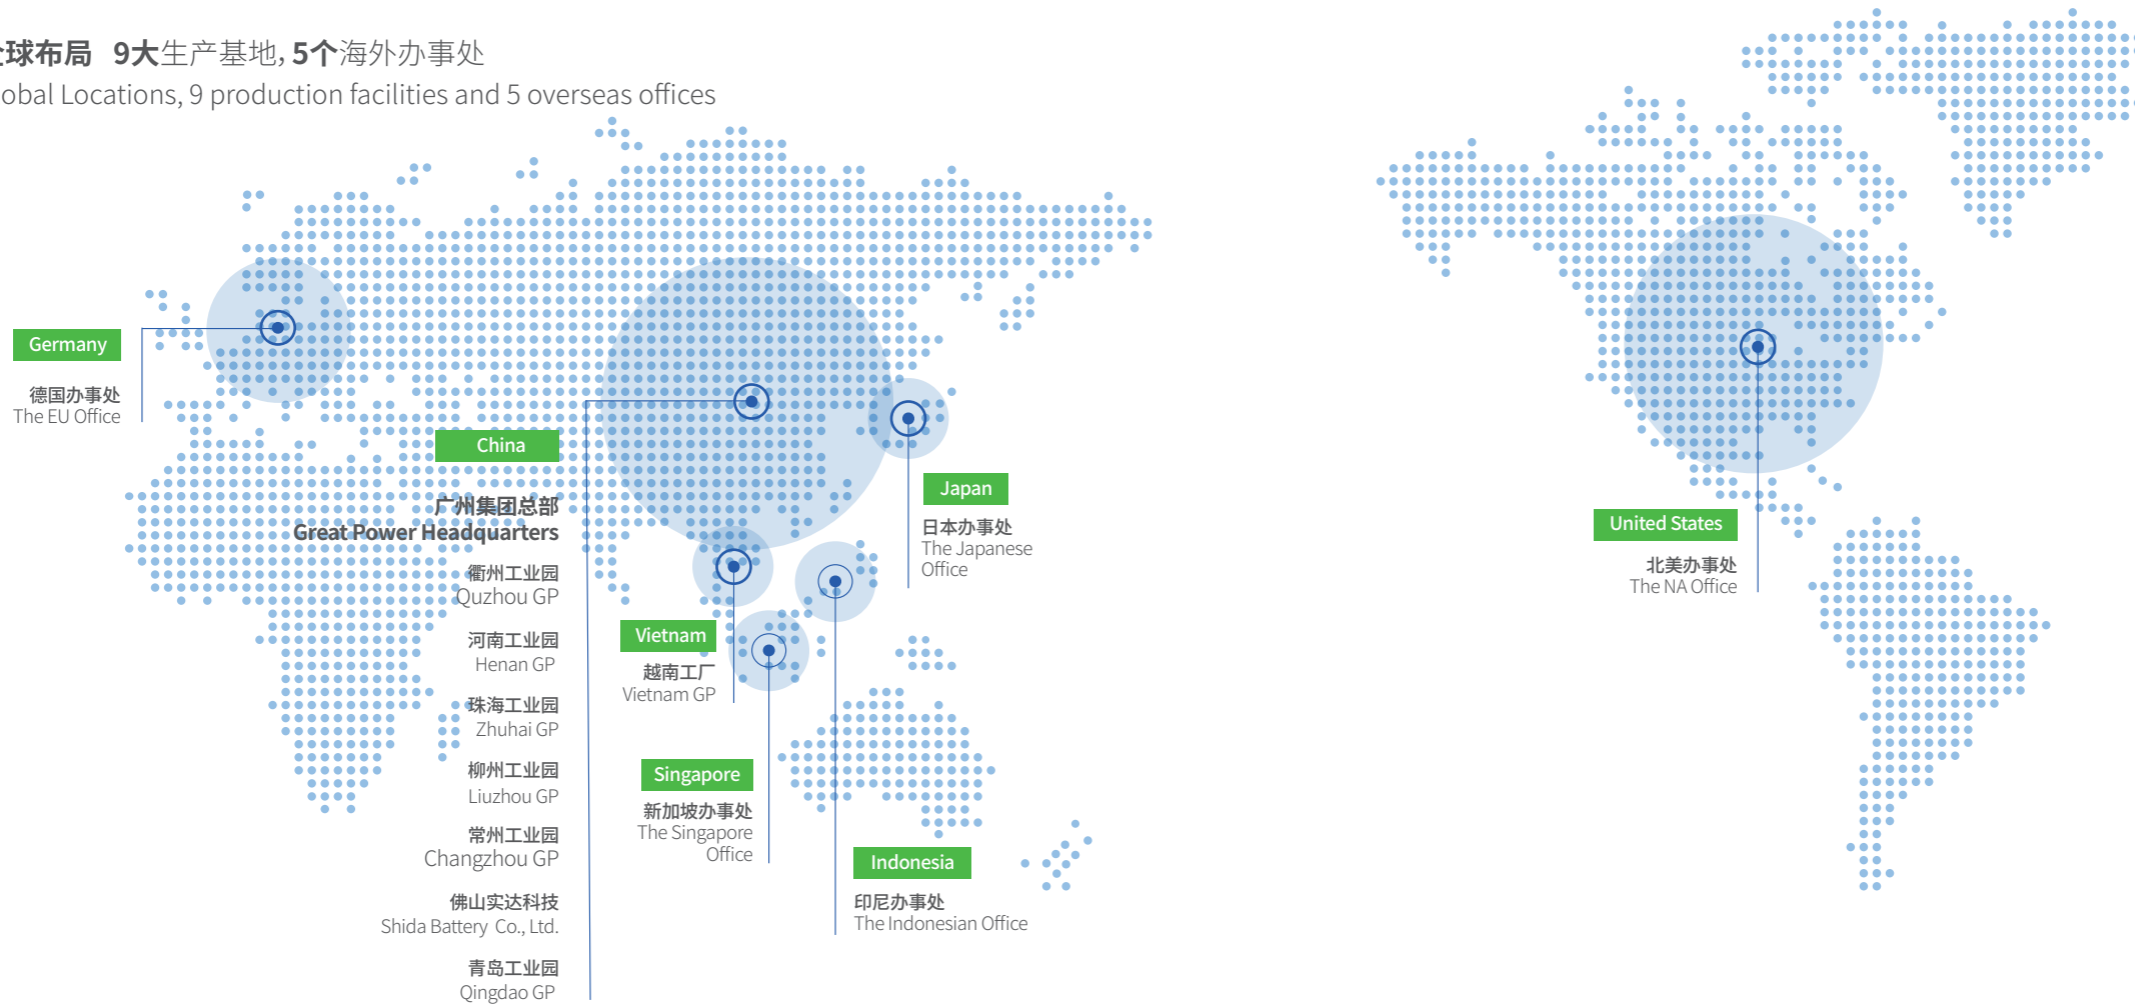 球布局 9大生产基地, 5个海外办事处
obal Locations, 9 production facilities and 5 overseas offices
Germany
德国办事处
The EU Office
China
广州集团总部
Great Power Headquarters
衢州工业园
Quzhou GP
河南工业园
Henan GP
珠海工业园
Zhuhai GP
柳州工业园
Liuzhou GP
常州工业园
Changzhou GP
佛山实达科技
Shida Battery Co., Ltd.
青岛工业园
Qingdao GP
Vietnam
越南工厂
Vietnam GP
Singapore
新加坡办事处
The Singapore
Office
Japan
日本办事处
The Japanese
Office
Indonesia
印尼办事处
The Indonesian Office
United States
北美办事处
The NA Office